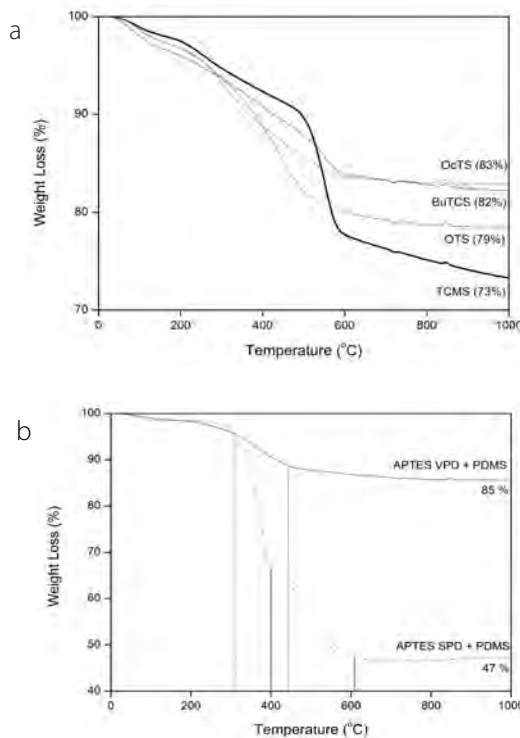 a
100
90
80
70
Weight Loss (%)
OcTS (83%)
BuTCS (82%)
OTS (79%)
TCMS (73%)
0
200
400
600
800
1000
Temperature (°C)
b
100
90
80
70
60
50
40
Weight Loss (%)
APTES VPD + PDMS
85 %
APTES SPD + PDMS
47 %
0
200
400
600
800
1000
Temperature (°C)